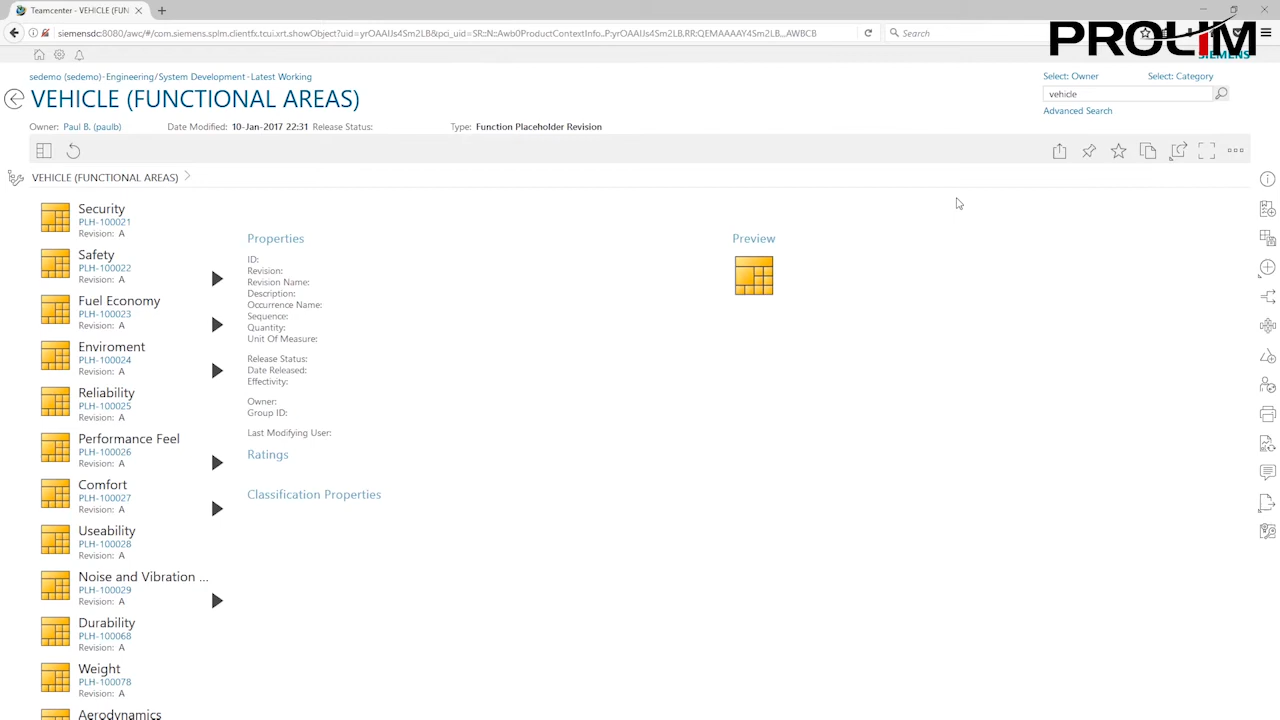 Teamcenter - VEHICLE (FUN...
siemensdc:8080/awc/#/com.siemens.splm.clientfx.tcui.xrt.showObject?uid=yrOAAIJs4Sm2LB&pci_uid=SR::N::Awb0ProductContextInfo..P:yrOAAIJs4Sm2LB,RR:QEMAAAAY4Sm2LB,...AWBCB
Search
PROLIM
SIEMENS
sedemo (sedemo) - Engineering/System Development - Latest Working
Select: Owner Select: Category
VEHICLE (FUNCTIONAL AREAS)
vehicle
Advanced Search
Owner: Paul B. (paulb) Date Modified: 10-Jan-2017 22:31 Release Status: Type: Function Placeholder Revision
VEHICLE (FUNCTIONAL AREAS)
Security
PLH-100021
Revision: A
Safety
PLH-100022
Revision: A
Fuel Economy
PLH-100023
Revision: A
Enviroment
PLH-100024
Revision: A
Reliability
PLH-100025
Revision: A
Performance Feel
PLH-100026
Revision: A
Comfort
PLH-100027
Revision: A
Useability
PLH-100028
Revision: A
Noise and Vibration ...
PLH-100029
Revision: A
Durability
PLH-100068
Revision: A
Weight
PLH-100078
Revision: A
Aerodynamics
Properties
ID:
Revision:
Revision Name:
Description:
Occurrence Name:
Sequence:
Quantity:
Unit Of Measure:
Release Status:
Date Released:
Effectivity:
Owner:
Group ID:
Last Modifying User:
Ratings
Classification Properties
Preview